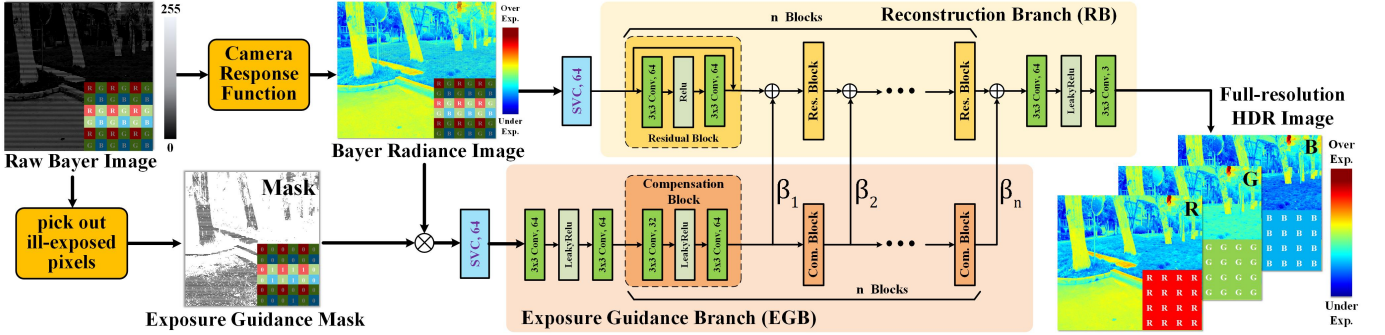 255
0
Raw Bayer Image
Camera
Response
Function
Over
Exp.
Under
Exp.
Bayer Radiance Image
pick out
ill-exposed
pixels
Mask
Exposure Guidance Mask
SVC, 64
n Blocks
Reconstruction Branch (RB)
3x3 Conv, 64
Relu
3x3 Conv, 64
Residual Block
Res. Block
Res. Block
3x3 Conv, 64
LeakyRelu
3x3 Conv, 3
β1
β2
βn
SVC, 64
3x3 Conv, 64
LeakyRelu
3x3 Conv, 64
Compensation
Block
3x3 Conv, 32
LeakyRelu
3x3 Conv, 64
Com. Block
Com. Block
n Blocks
Exposure Guidance Branch (EGB)
Full-resolution
HDR Image
B
G
R
B B B B
B B B B
B B B B
B B B B
G G G G
G G G G
G G G G
G G G G
R R R R
R R R R
R R R R
R R R R
Over
Exp.
Under
Exp.